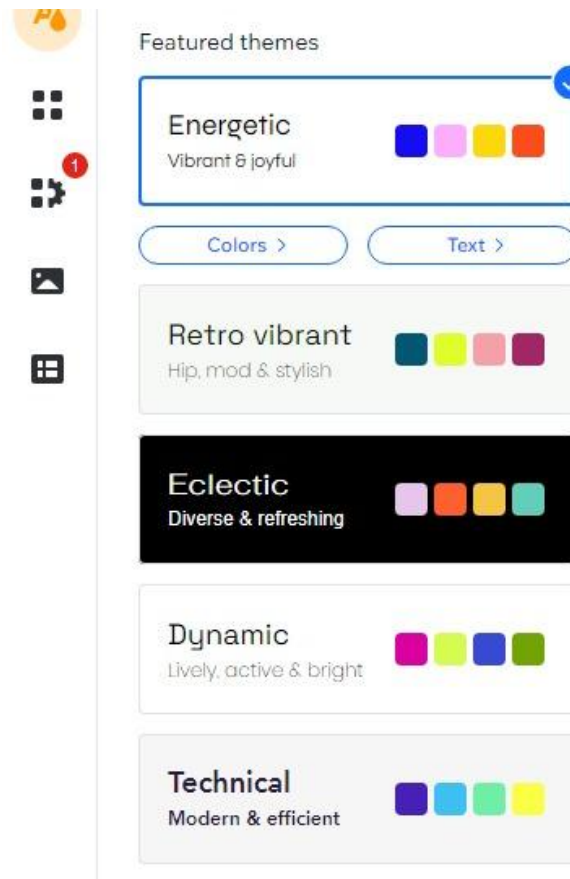 Featured themes
Energetic
Vibrant & joyful
1
Colors >
Text >
Retro vibrant
Hip, mod & stylish
Eclectic
Diverse & refreshing
Dynamic
Lively, active & bright
Technical
Modern & efficient